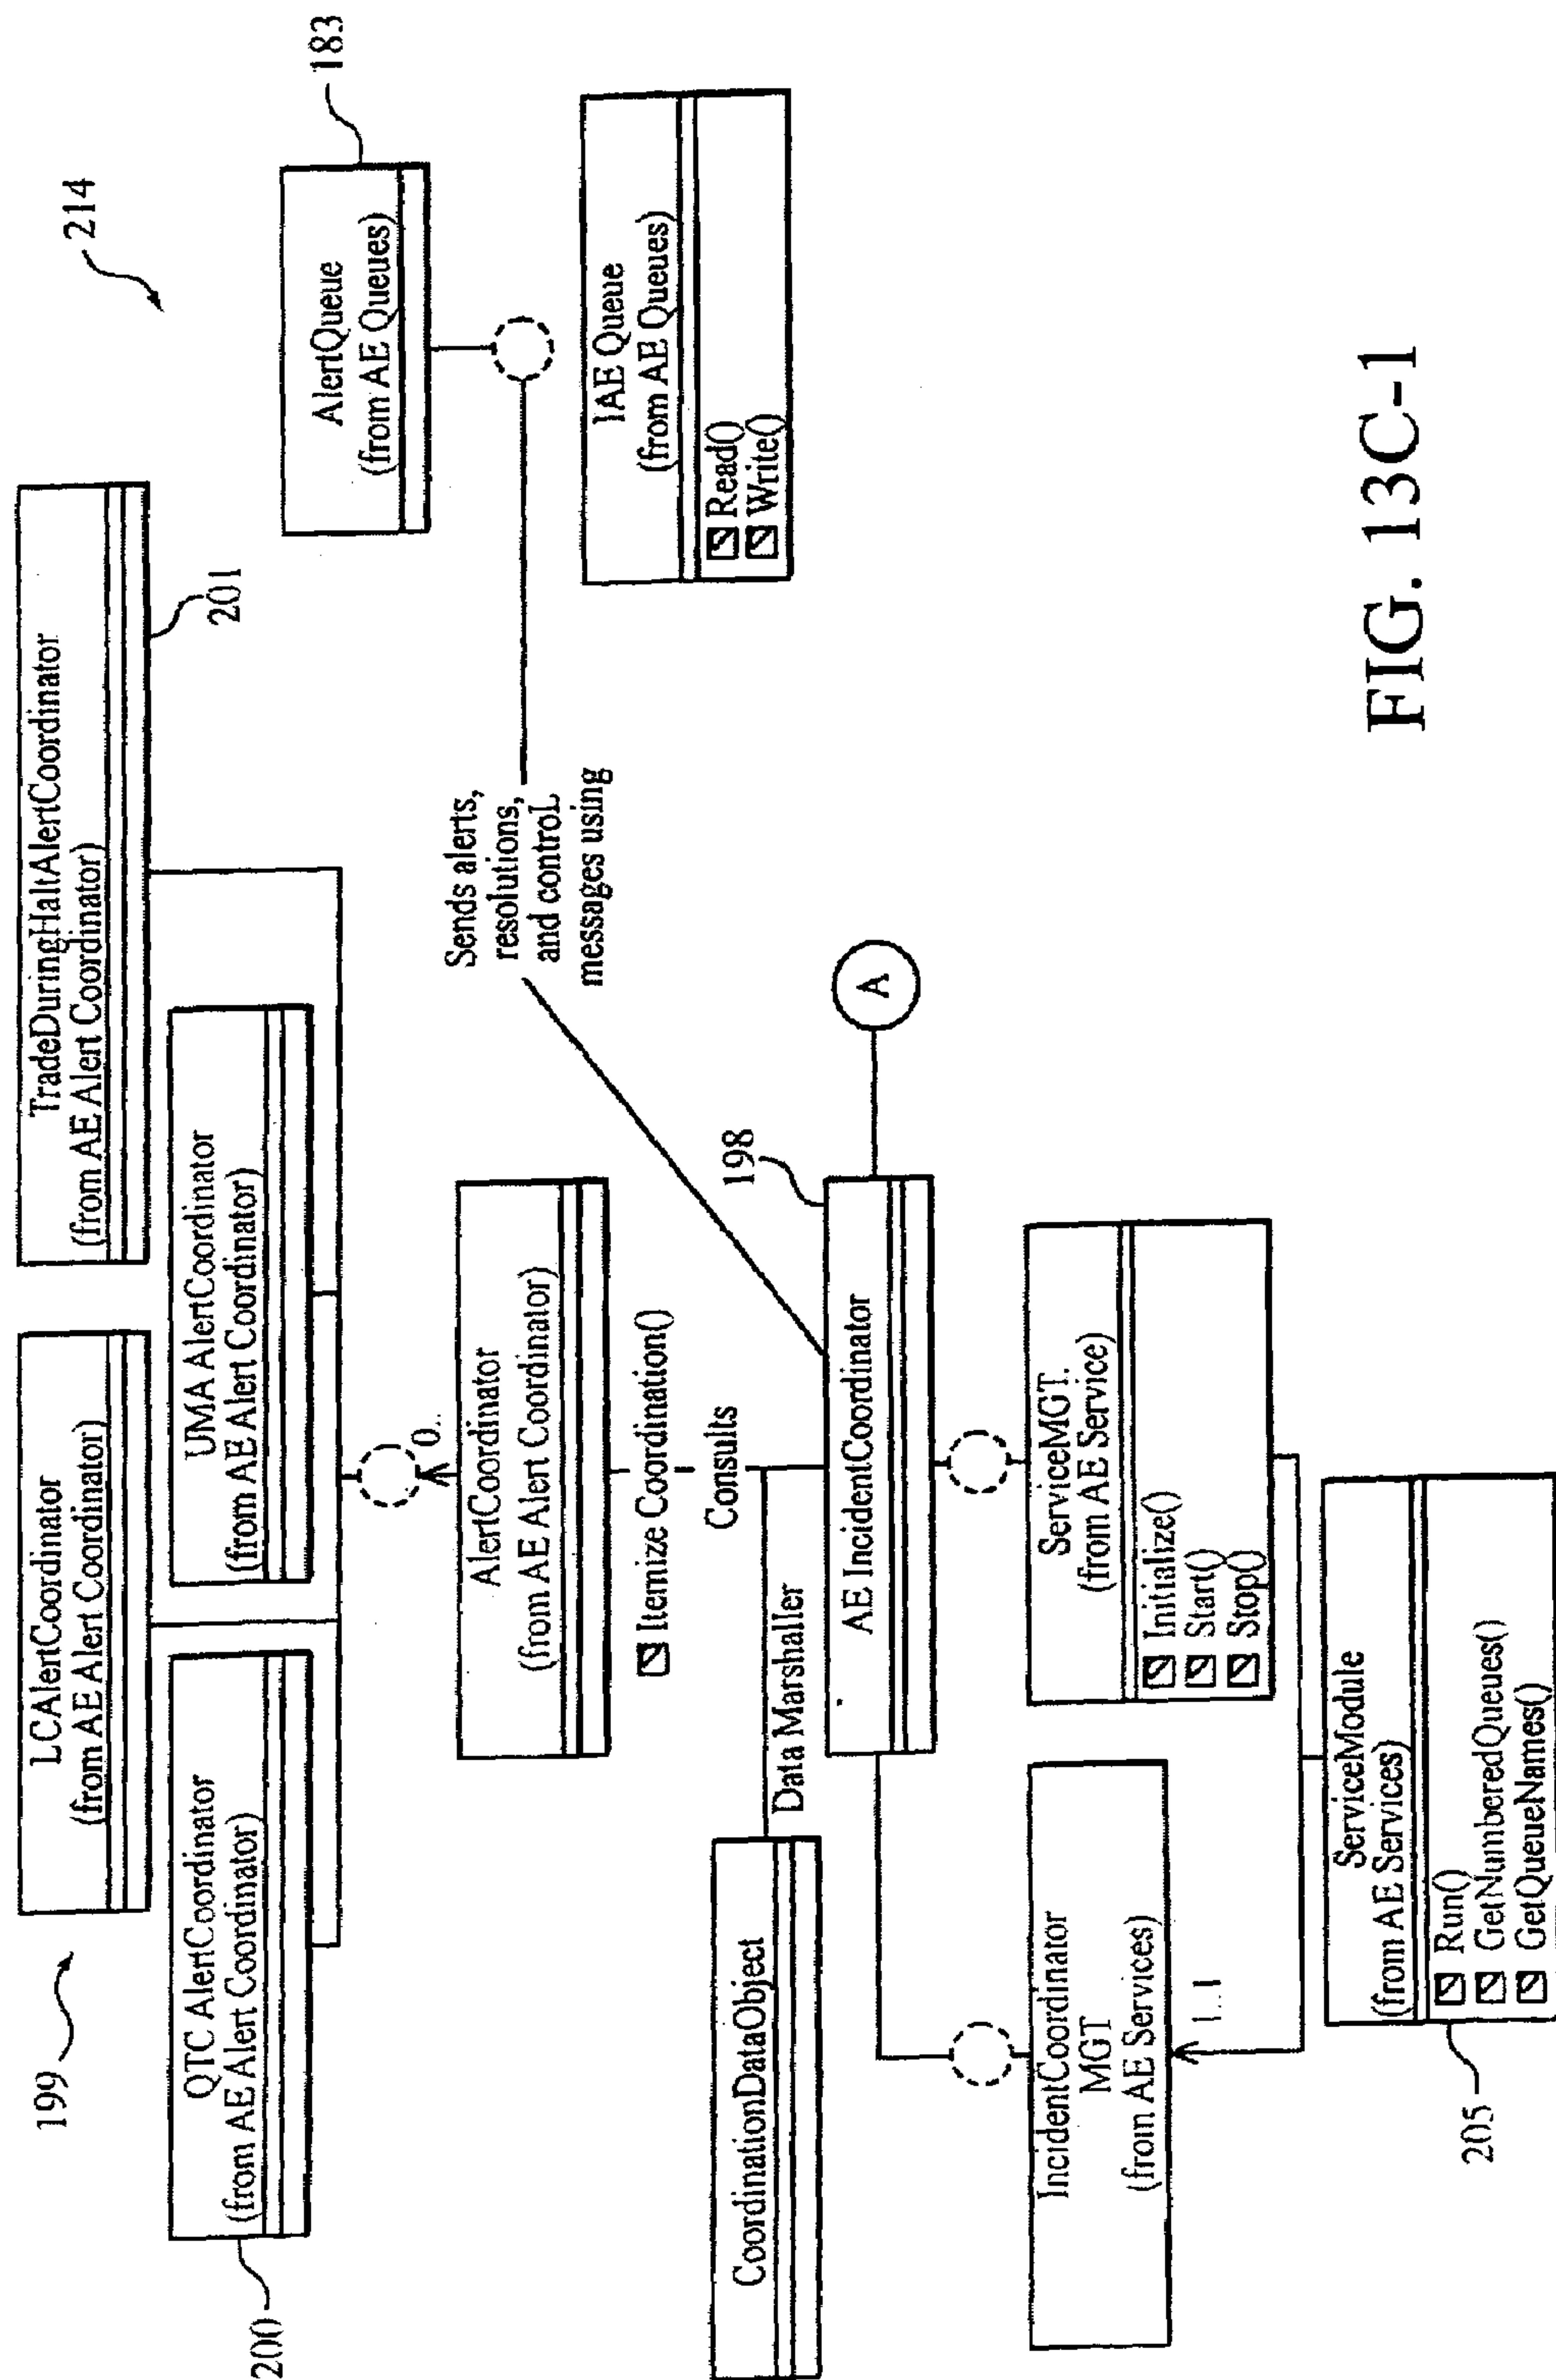 214
199
LCAlertCoordinator
(from AE Alert Coordinator)
TradeDuringHaltAlertCoordinator
(from AE Alert Coordinator)
201
QTC AlertCoordinator
(from AE Alert Coordinator)
200
UMA AlertCoordinator
(from AE Alert Coordinator)
AlertQueue
(from AE Queues)
183
0..
AlertCoordinator
(from AE Alert Coordinator)
Itemize Coordination()
Sends alerts,
resolutions,
and controL
messages using
IAE Queue
(from AE Queues)
Read()
Write()
Consults
CoordinationDataObject
Data Marshaller
198
AE IncidentCoordinator
A
IncidentCoordinator
MGT
(from AE Services)
ServiceMGT.
(from AE Service)
Initialize()
Start()
Stop()
1..1
ServiceModule
(from AE Services)
Run()
GetNumberedQueues()
GetQueueNames()
205
FIG. 13C-1